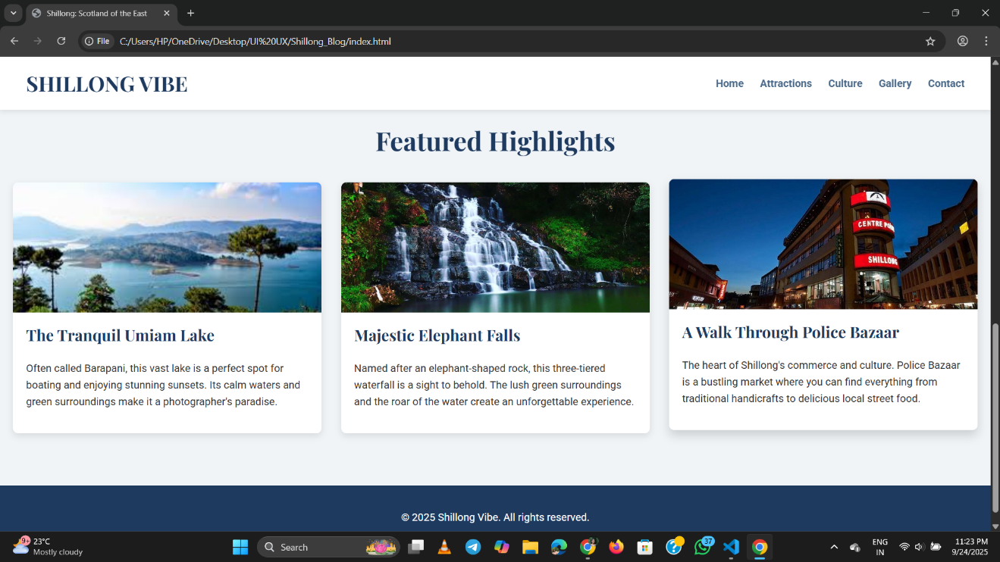 Shillong: Scotland of the East
File
C:/Users/HP/OneDrive/Desktop/UI%20UX/Shillong_Blog/index.html
SHILLONG VIBE
Home Attractions Culture Gallery Contact
Featured Highlights
CENTRE
SHILLONG
The Tranquil Umiam Lake
Often called Barapani, this vast lake is a perfect spot for
boating and enjoying stunning sunsets. Its calm waters and
green surroundings make it a photographer's paradise.
Majestic Elephant Falls
Named after an elephant-shaped rock, this three-tiered
waterfall is a sight to behold. The lush green surroundings
and the roar of the water create an unforgettable experience.
A Walk Through Police Bazaar
The heart of Shillong's commerce and culture. Police Bazaar
is a bustling market where you can find everything from
traditional handicrafts to delicious local street food.
© 2025 Shillong Vibe. All rights reserved.
9+
23°C
Mostly cloudy
Search
37
ENG
IN
11:23 PM
9/24/2025